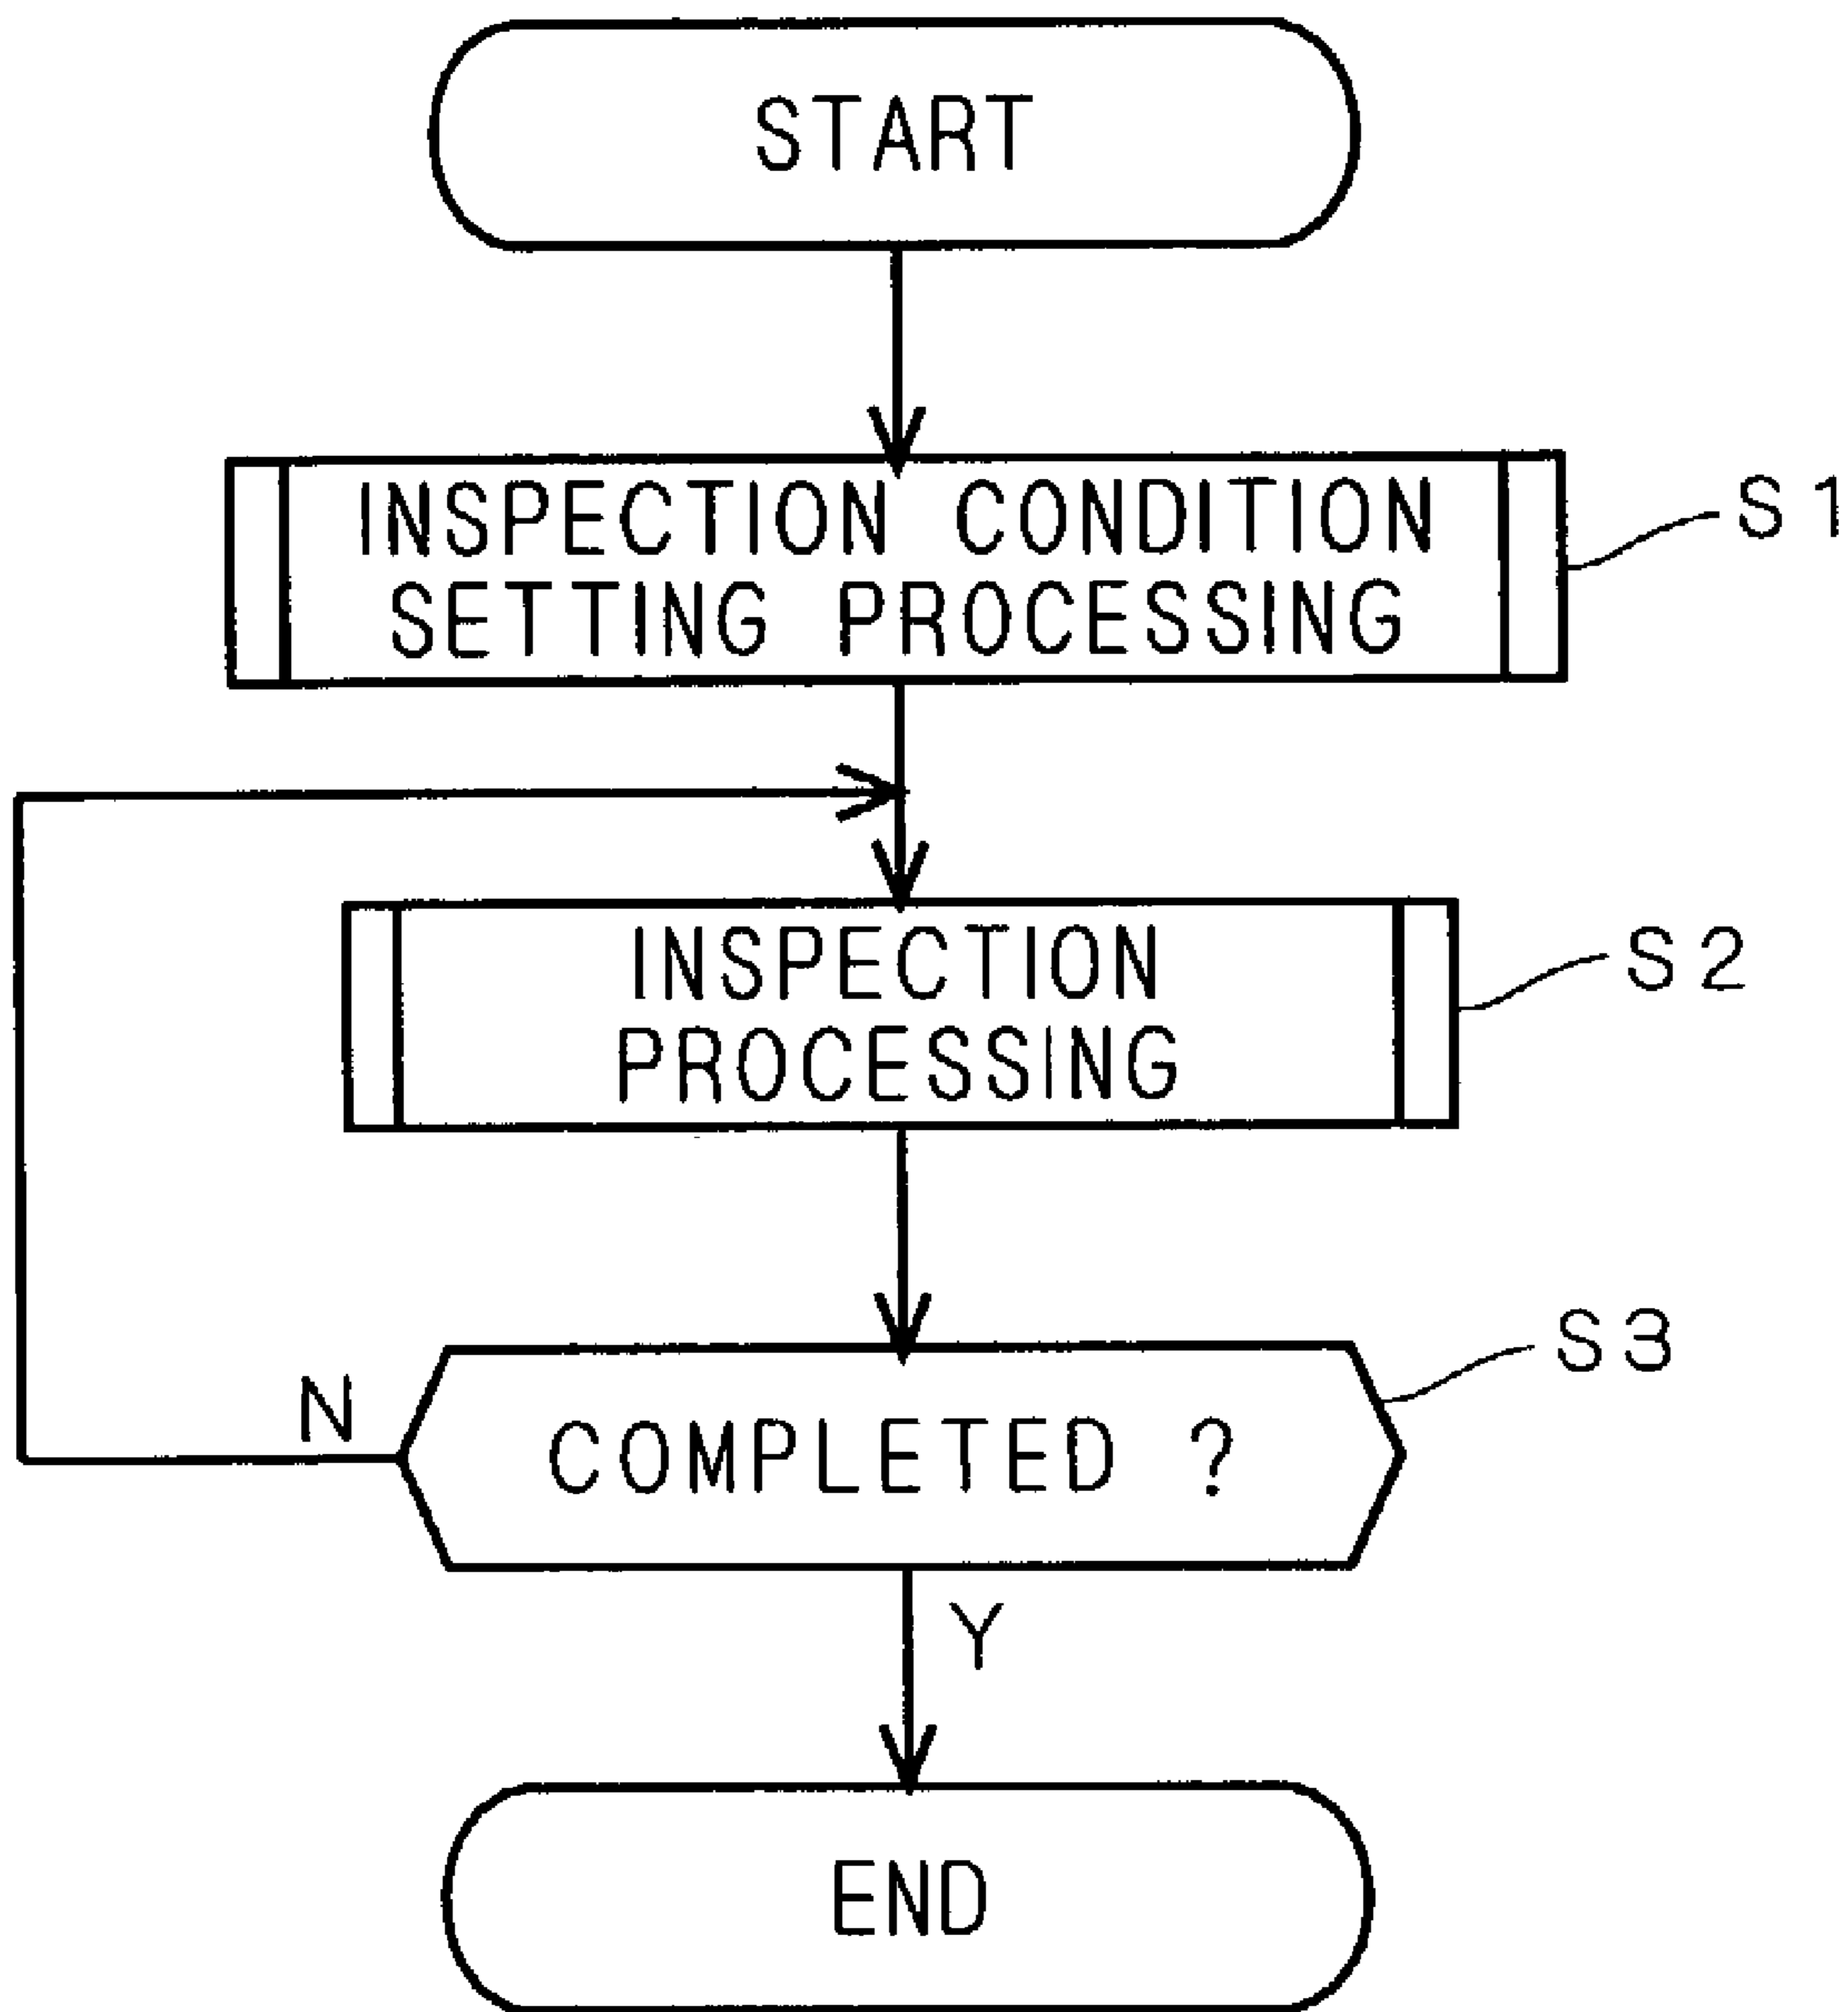 START
INSPECTION CONDITION
SETTING PROCESSING
S1
INSPECTION
PROCESSING
S2
COMPLETED ?
S3
N
Y
END